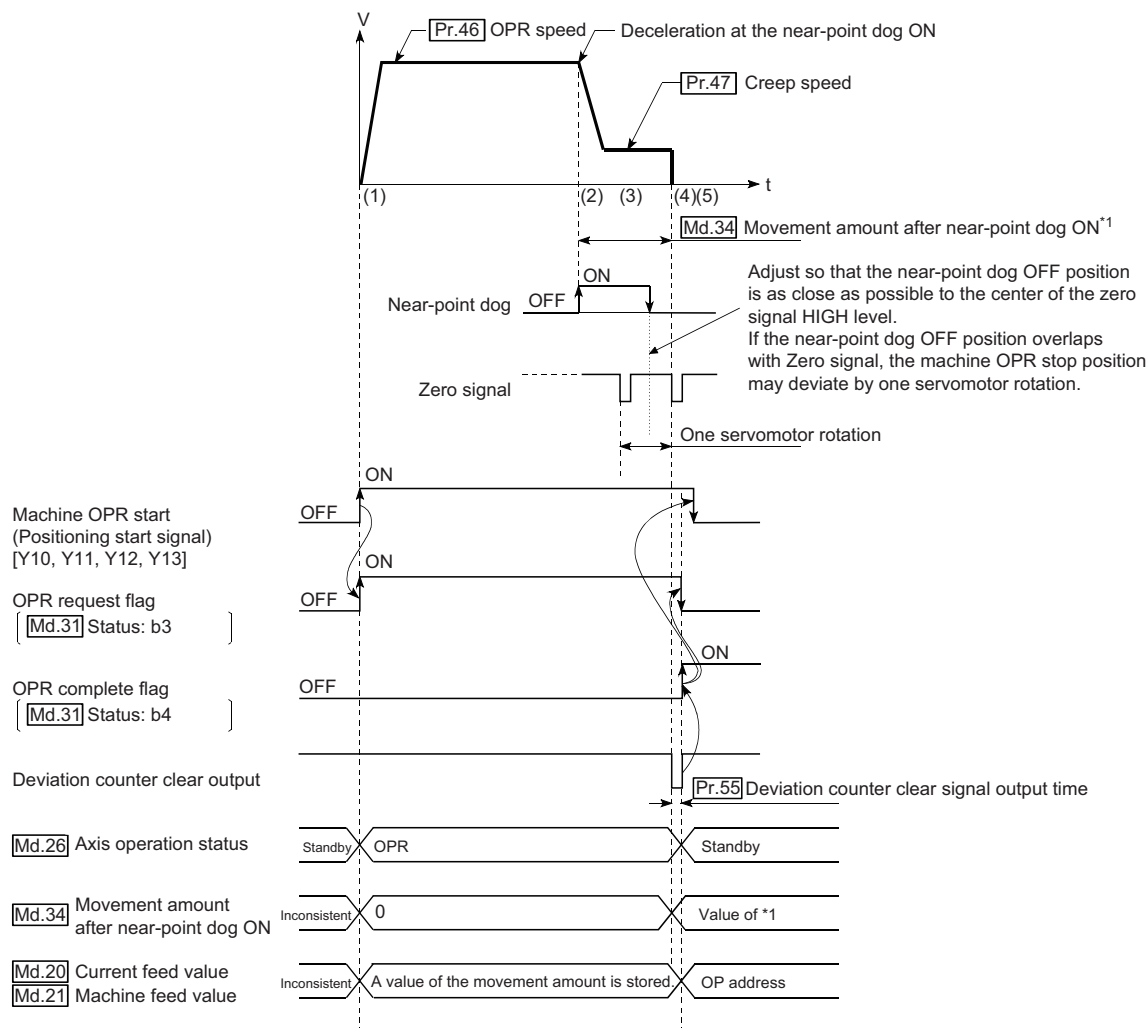 V
Pr.46 OPR speed
Deceleration at the near-point dog ON
Pr.47 Creep speed
t
(1)
(2)
(3)
(4)(5)
Md.34 Movement amount after near-point dog ON*1
Adjust so that the near-point dog OFF position
is as close as possible to the center of the zero
signal HIGH level.
If the near-point dog OFF position overlaps
with Zero signal, the machine OPR stop position
may deviate by one servomotor rotation.
ON
Near-point dog
OFF
Zero signal
One servomotor rotation
ON
OFF
Machine OPR start
(Positioning start signal)
[Y10, Y11, Y12, Y13]
ON
OFF
OPR request flag
Md.31 Status: b3
ON
OFF
OPR complete flag
Md.31 Status: b4
Deviation counter clear output
Pr.55 Deviation counter clear signal output time
Md.26 Axis operation status
Standby
OPR
Standby
Md.34 Movement amount
after near-point dog ON
Inconsistent
0
Value of *1
Md.20 Current feed value
Md.21 Machine feed value
Inconsistent
A value of the movement amount is stored.
OP address